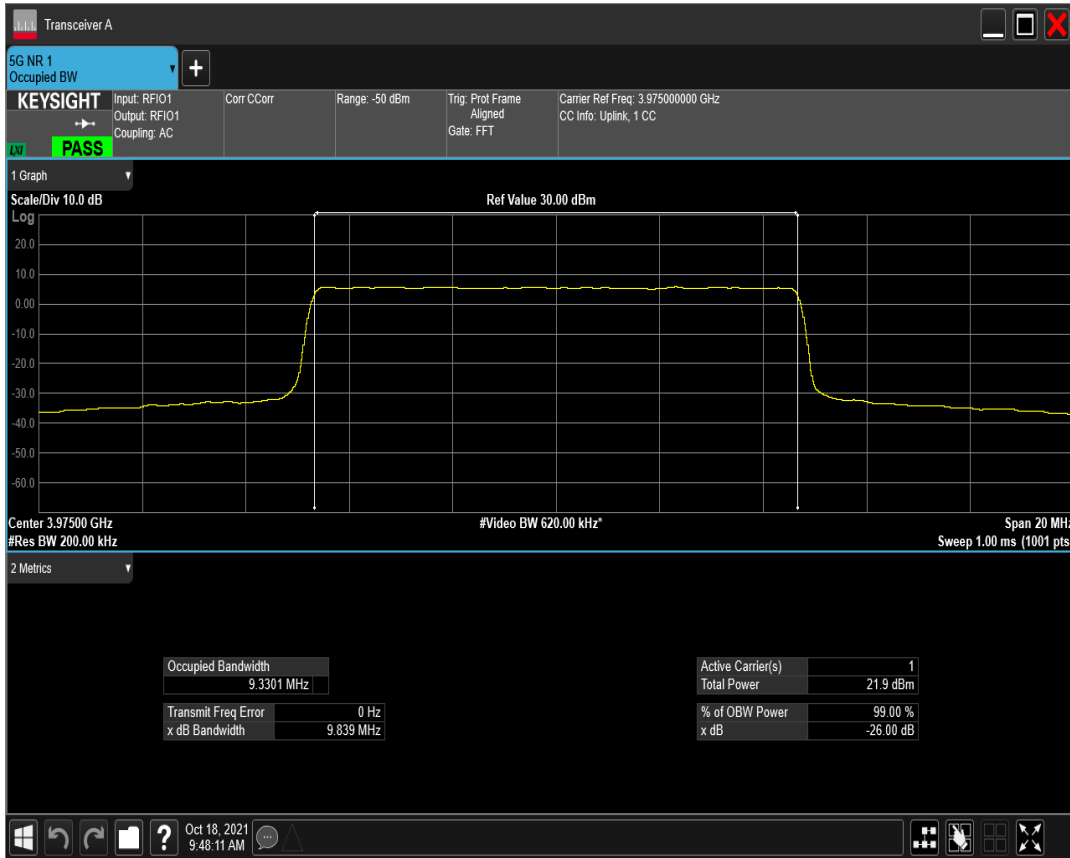 Transceiver A
5G NR 1
Occupied BW
+
KEYSIGHT
LXI
PASS
Input: RFIO1
Output: RFIO1
Coupling: AC
Corr CCorr
Range: -50 dBm
Trig: Prot Frame
Aligned
Gate: FFT
Carrier Ref Freq: 3.975000000 GHz
CC Info: Uplink, 1 CC
1 Graph
Scale/Div 10.0 dB
Ref Value 30.00 dBm
Log
20.0
10.0
0.00
-10.0
-20.0
-30.0
-40.0
-50.0
-60.0
Center 3.97500 GHz
#Video BW 620.00 kHz*
Span 20 MHz
#Res BW 200.00 kHz
Sweep 1.00 ms (1001 pts
2 Metrics
Occupied Bandwidth
9.3301 MHz
Transmit Freq Error 0 Hz
x dB Bandwidth 9.839 MHz
Active Carrier(s) 1
Total Power 21.9 dBm
% of OBW Power 99.00 %
x dB -26.00 dB
?
Oct 18, 2021
9:48:11 AM